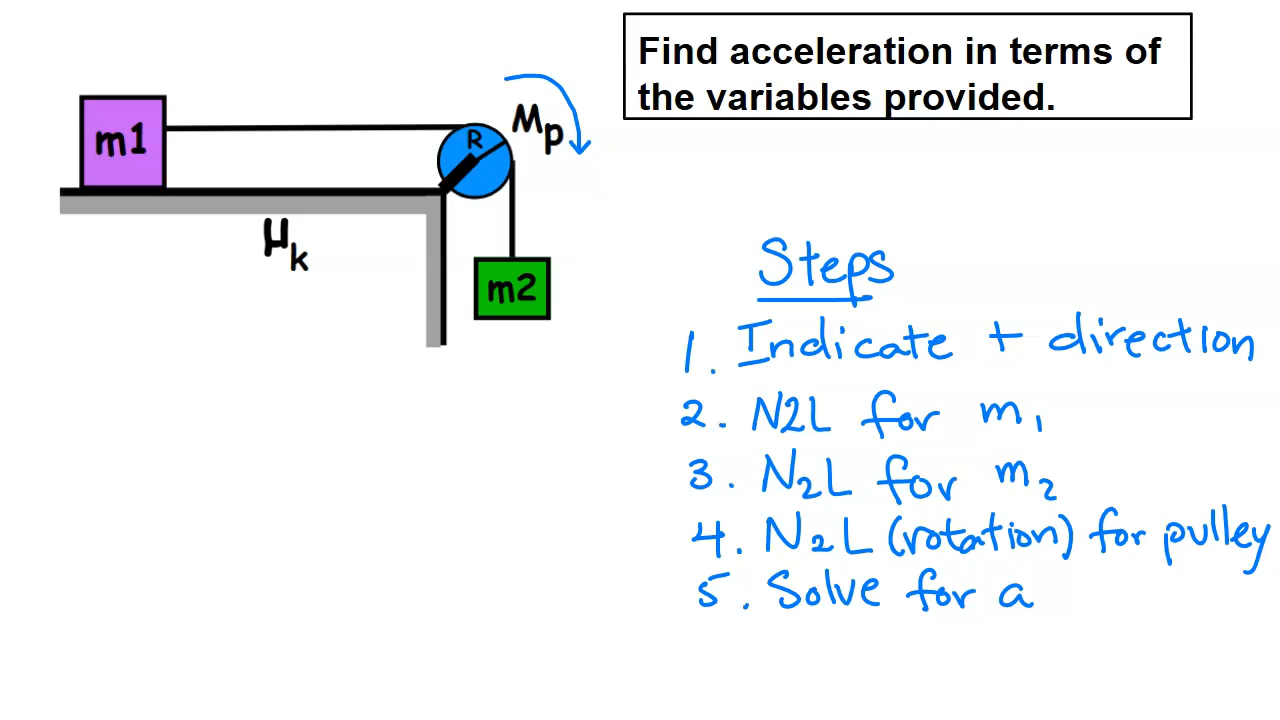 Find acceleration in terms of
the variables provided.
m1
R
Mp
μk
m2
Steps
1. Indicate + direction
2. N2L for m1
3. N2L for m2
4. N2L (rotation) for pulley
5. Solve for a